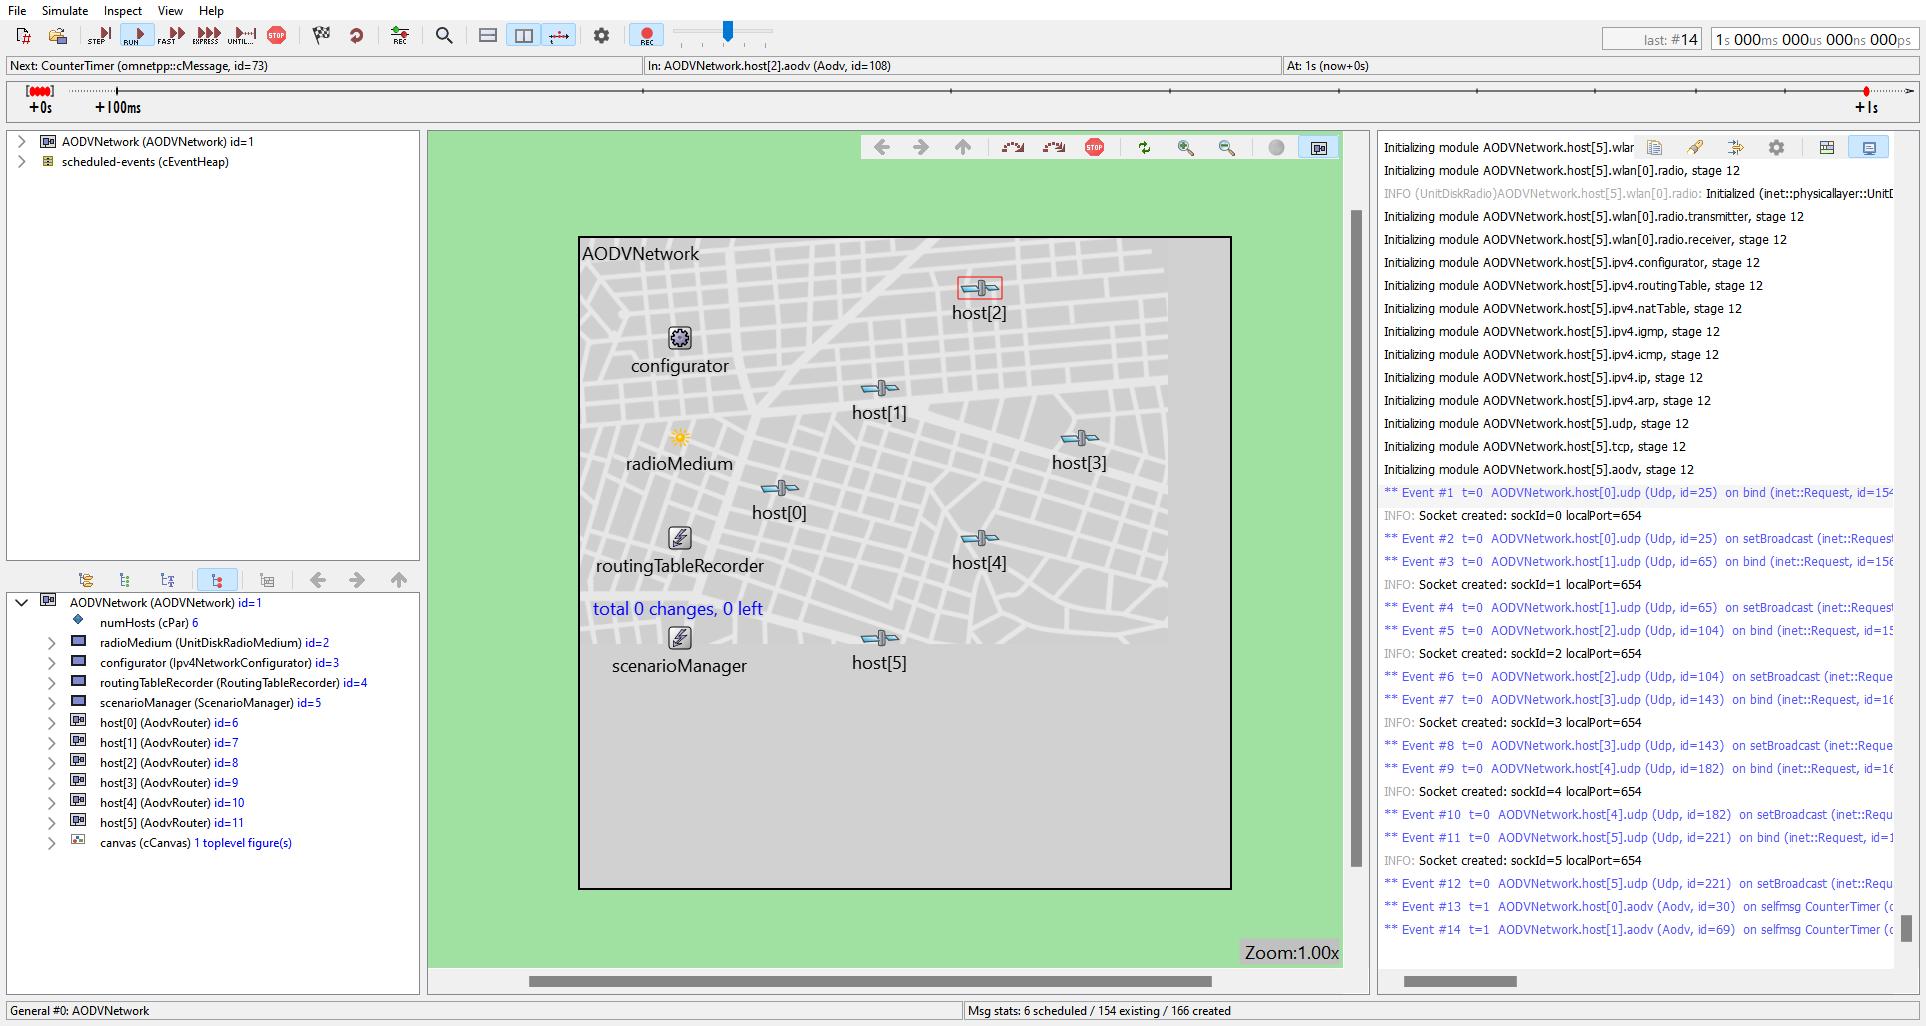 File Simulate Inspect View Help
STEP RUN FAST EXPRESS UNTIL... STOP REC REC
last: #14 1s 000ms 000us 000ns 000ps
Next: CounterTimer (omnetpp::cMessage, id=73) In: AODVNetwork.host[2].aodv (Aodv, id=108) At: 1s (now+0s)
+0s +100ms +1s
AODVNetwork (AODVNetwork) id=1
scheduled-events (cEventHeap)
AODVNetwork (AODVNetwork) id=1
numHosts (cPar) 6
radioMedium (UnitDiskRadioMedium) id=2
configurator (Ipv4NetworkConfigurator) id=3
routingTableRecorder (RoutingTableRecorder) id=4
scenarioManager (ScenarioManager) id=5
host[0] (AodvRouter) id=6
host[1] (AodvRouter) id=7
host[2] (AodvRouter) id=8
host[3] (AodvRouter) id=9
host[4] (AodvRouter) id=10
host[5] (AodvRouter) id=11
canvas (cCanvas) 1 toplevel figure(s)
STOP
AODVNetwork
host[2]
configurator
host[1]
radioMedium
host[3]
host[0]
routingTableRecorder
host[4]
total 0 changes, 0 left
scenarioManager
host[5]
Zoom:1.00x
Initializing module AODVNetwork.host[5].wlar
Initializing module AODVNetwork.host[5].wlan[0].radio, stage 12
INFO (UnitDiskRadio)AODVNetwork.host[5].wlan[0].radio: Initialized (inet::physicallayer::UnitD
Initializing module AODVNetwork.host[5].wlan[0].radio.transmitter, stage 12
Initializing module AODVNetwork.host[5].wlan[0].radio.receiver, stage 12
Initializing module AODVNetwork.host[5].ipv4.configurator, stage 12
Initializing module AODVNetwork.host[5].ipv4.routingTable, stage 12
Initializing module AODVNetwork.host[5].ipv4.natTable, stage 12
Initializing module AODVNetwork.host[5].ipv4.igmp, stage 12
Initializing module AODVNetwork.host[5].ipv4.icmp, stage 12
Initializing module AODVNetwork.host[5].ipv4.ip, stage 12
Initializing module AODVNetwork.host[5].ipv4.arp, stage 12
Initializing module AODVNetwork.host[5].udp, stage 12
Initializing module AODVNetwork.host[5].tcp, stage 12
Initializing module AODVNetwork.host[5].aodv, stage 12
** Event #1 t=0 AODVNetwork.host[0].udp (Udp, id=25) on bind (inet::Request, id=154
INFO: Socket created: sockId=0 localPort=654
** Event #2 t=0 AODVNetwork.host[0].udp (Udp, id=25) on setBroadcast (inet::Request
** Event #3 t=0 AODVNetwork.host[1].udp (Udp, id=65) on bind (inet::Request, id=156
INFO: Socket created: sockId=1 localPort=654
** Event #4 t=0 AODVNetwork.host[1].udp (Udp, id=65) on setBroadcast (inet::Request
** Event #5 t=0 AODVNetwork.host[2].udp (Udp, id=104) on bind (inet::Request, id=15
INFO: Socket created: sockId=2 localPort=654
** Event #6 t=0 AODVNetwork.host[2].udp (Udp, id=104) on setBroadcast (inet::Reque
** Event #7 t=0 AODVNetwork.host[3].udp (Udp, id=143) on bind (inet::Request, id=16
INFO: Socket created: sockId=3 localPort=654
** Event #8 t=0 AODVNetwork.host[3].udp (Udp, id=143) on setBroadcast (inet::Reque
** Event #9 t=0 AODVNetwork.host[4].udp (Udp, id=182) on bind (inet::Request, id=16
INFO: Socket created: sockId=4 localPort=654
** Event #10 t=0 AODVNetwork.host[4].udp (Udp, id=182) on setBroadcast (inet::Requ
** Event #11 t=0 AODVNetwork.host[5].udp (Udp, id=221) on bind (inet::Request, id=1
INFO: Socket created: sockId=5 localPort=654
** Event #12 t=0 AODVNetwork.host[5].udp (Udp, id=221) on setBroadcast (inet::Requ
** Event #13 t=1 AODVNetwork.host[0].aodv (Aodv, id=30) on selfmsg CounterTimer (c
** Event #14 t=1 AODVNetwork.host[1].aodv (Aodv, id=69) on selfmsg CounterTimer (c
General #0: AODVNetwork Msg stats: 6 scheduled / 154 existing / 166 created